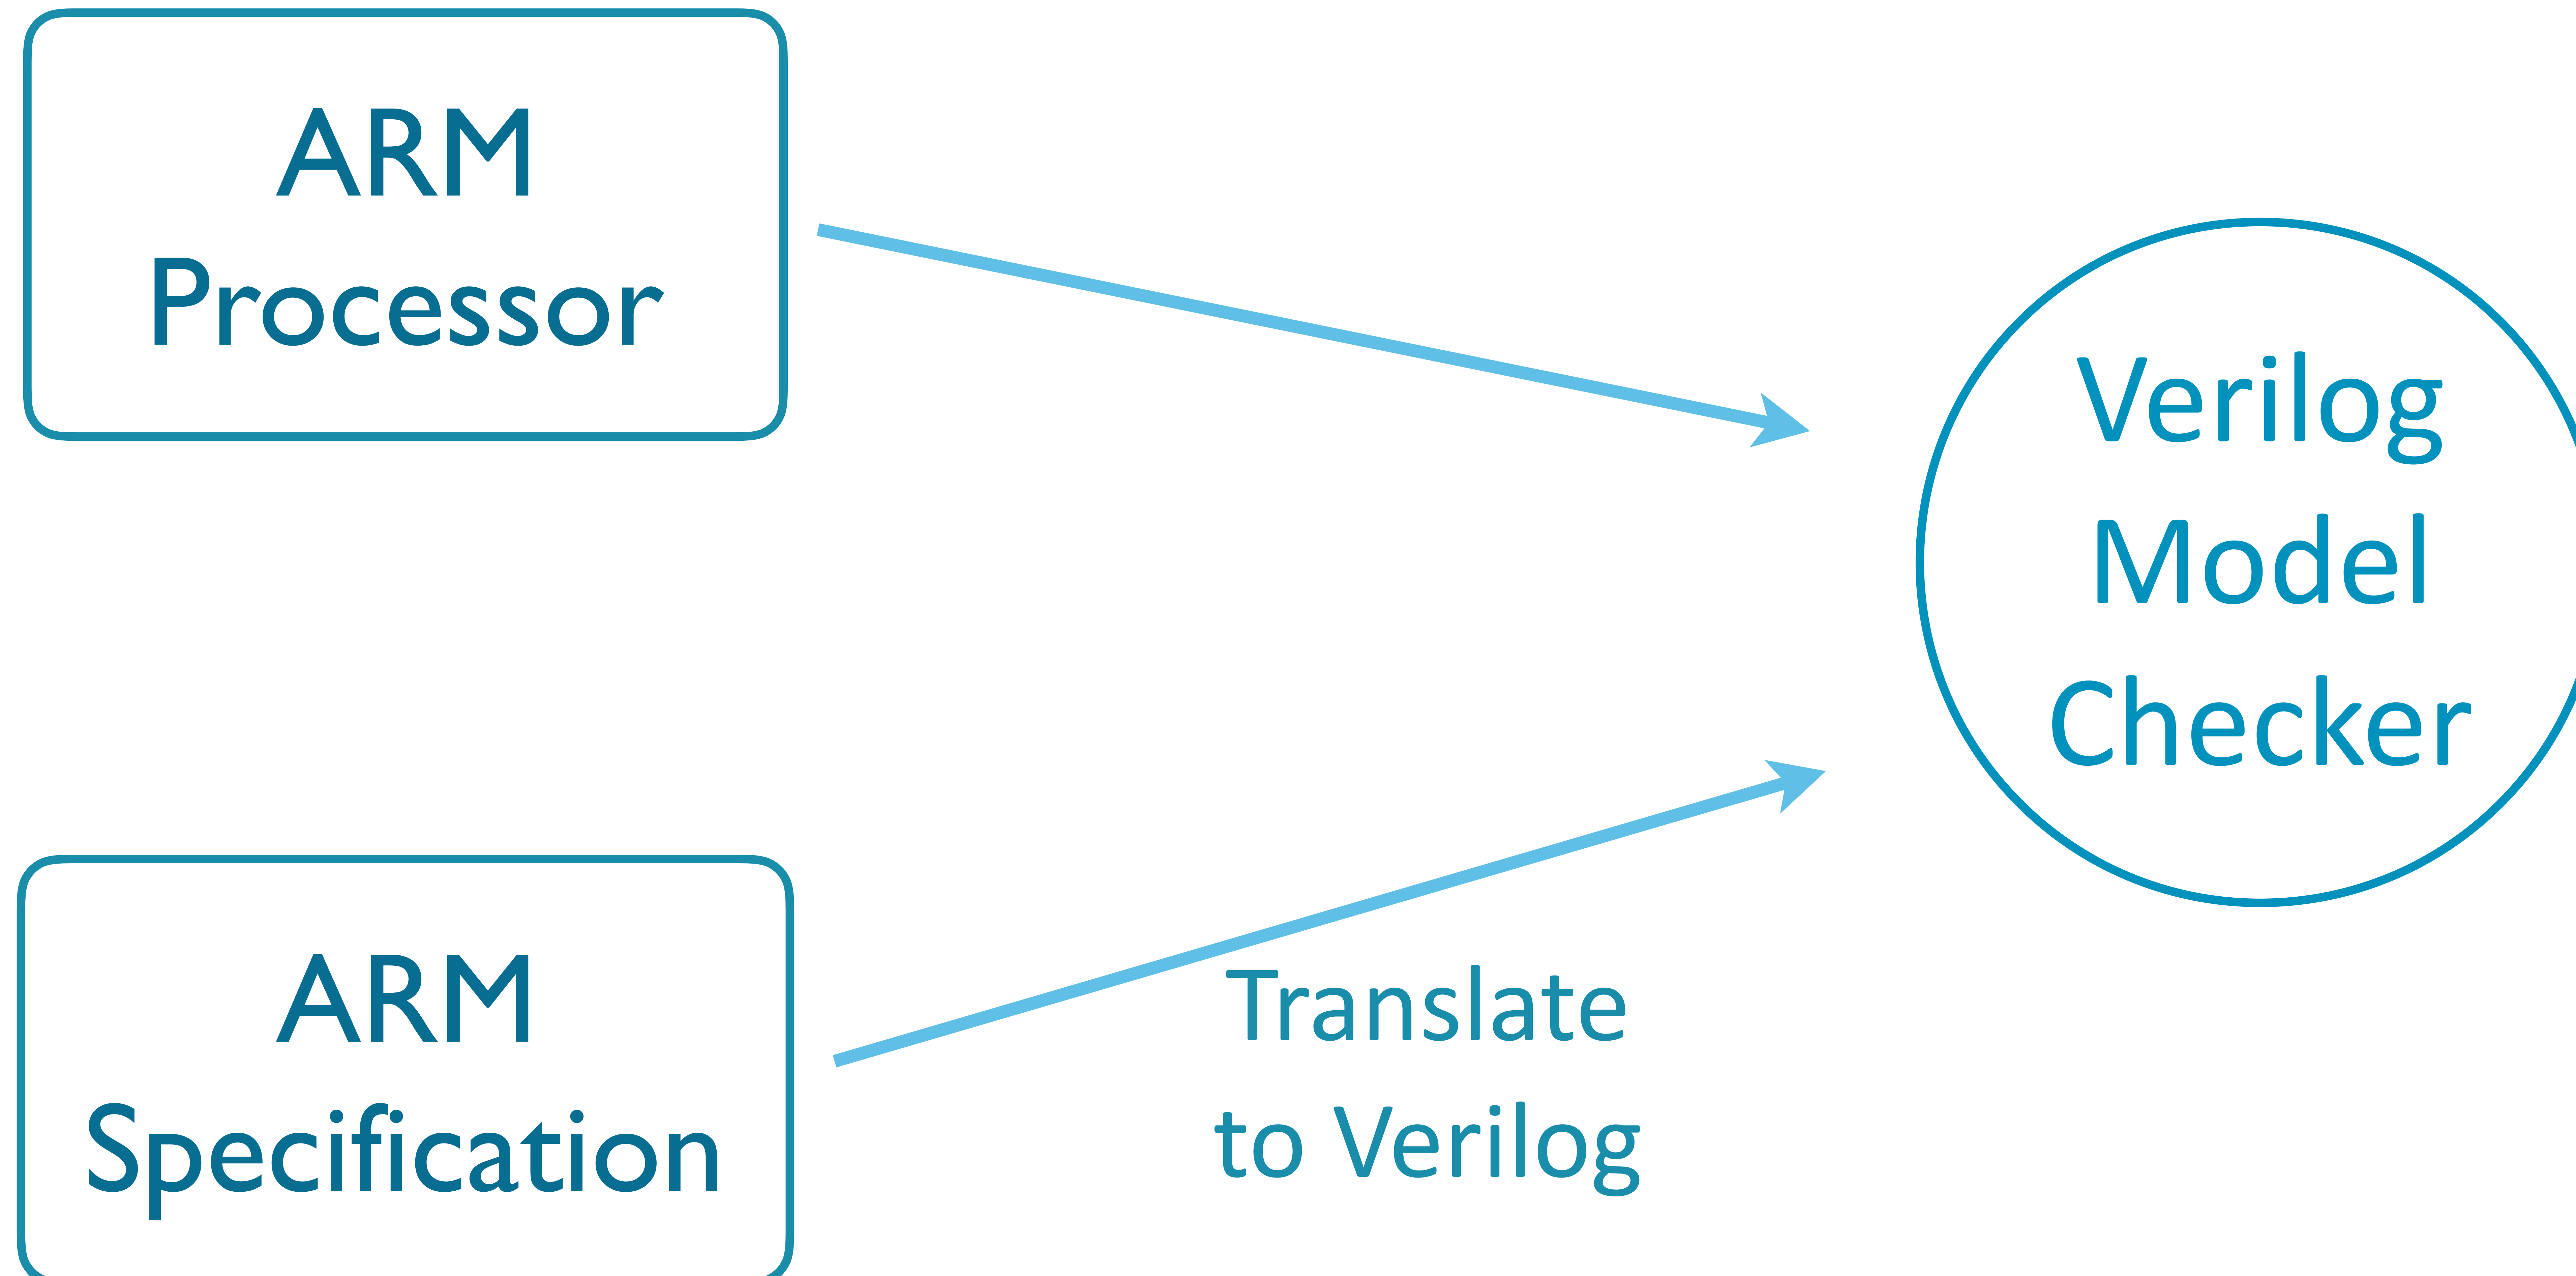 ARM
Processor
Verilog
Model
Checker
ARM
Specification
Translate
to Verilog